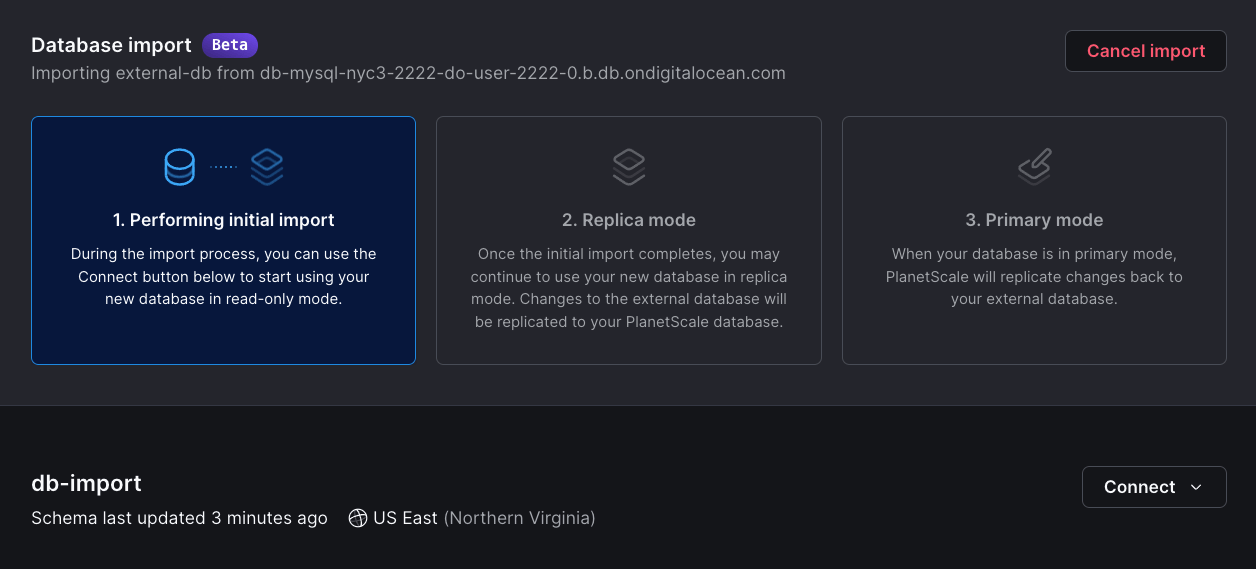 Database import Beta
Cancel import
Importing external-db from db-mysql-nyc3-2222-do-user-2222-0.b.db.ondigitalocean.com
1. Performing initial import
During the import process, you can use the
Connect button below to start using your
new database in read-only mode.
2. Replica mode
Once the initial import completes, you may
continue to use your new database in replica
mode. Changes to the external database will
be replicated to your PlanetScale database.
3. Primary mode
When your database is in primary mode,
PlanetScale will replicate changes back to
your external database.
db-import
Connect
Schema last updated 3 minutes ago US East (Northern Virginia)